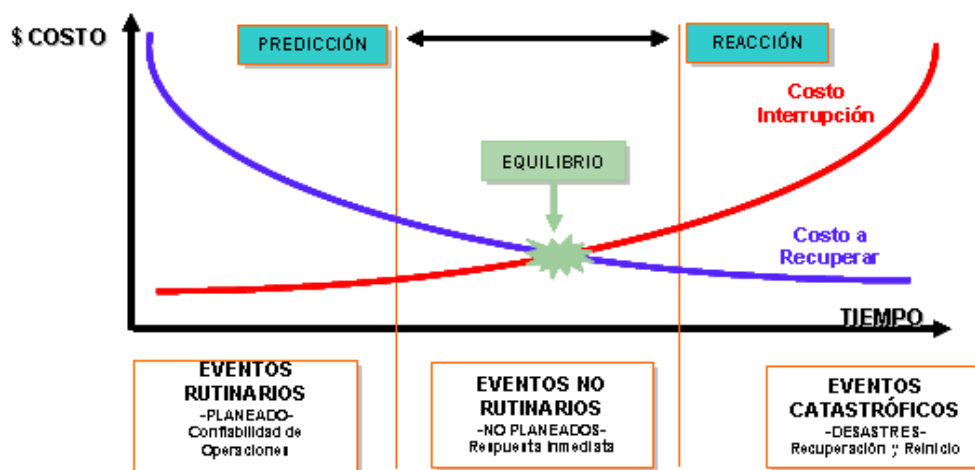 $ COSTO
PREDICCIÓN
REACCIÓN
Costo
Interrupción
EQUILIBRIO
Costo a
Recuperar
TIEMPO
EVENTOS
RUTINARIOS
-PLANEADO-
Confiabilidad de
Operaciones
EVENTOS NO
RUTINARIOS
-NO PLANEADOS-
Respuesta Inmediata
EVENTOS
CATASTRÓFICOS
-DESASTRES-
Recuperación y Reinicio